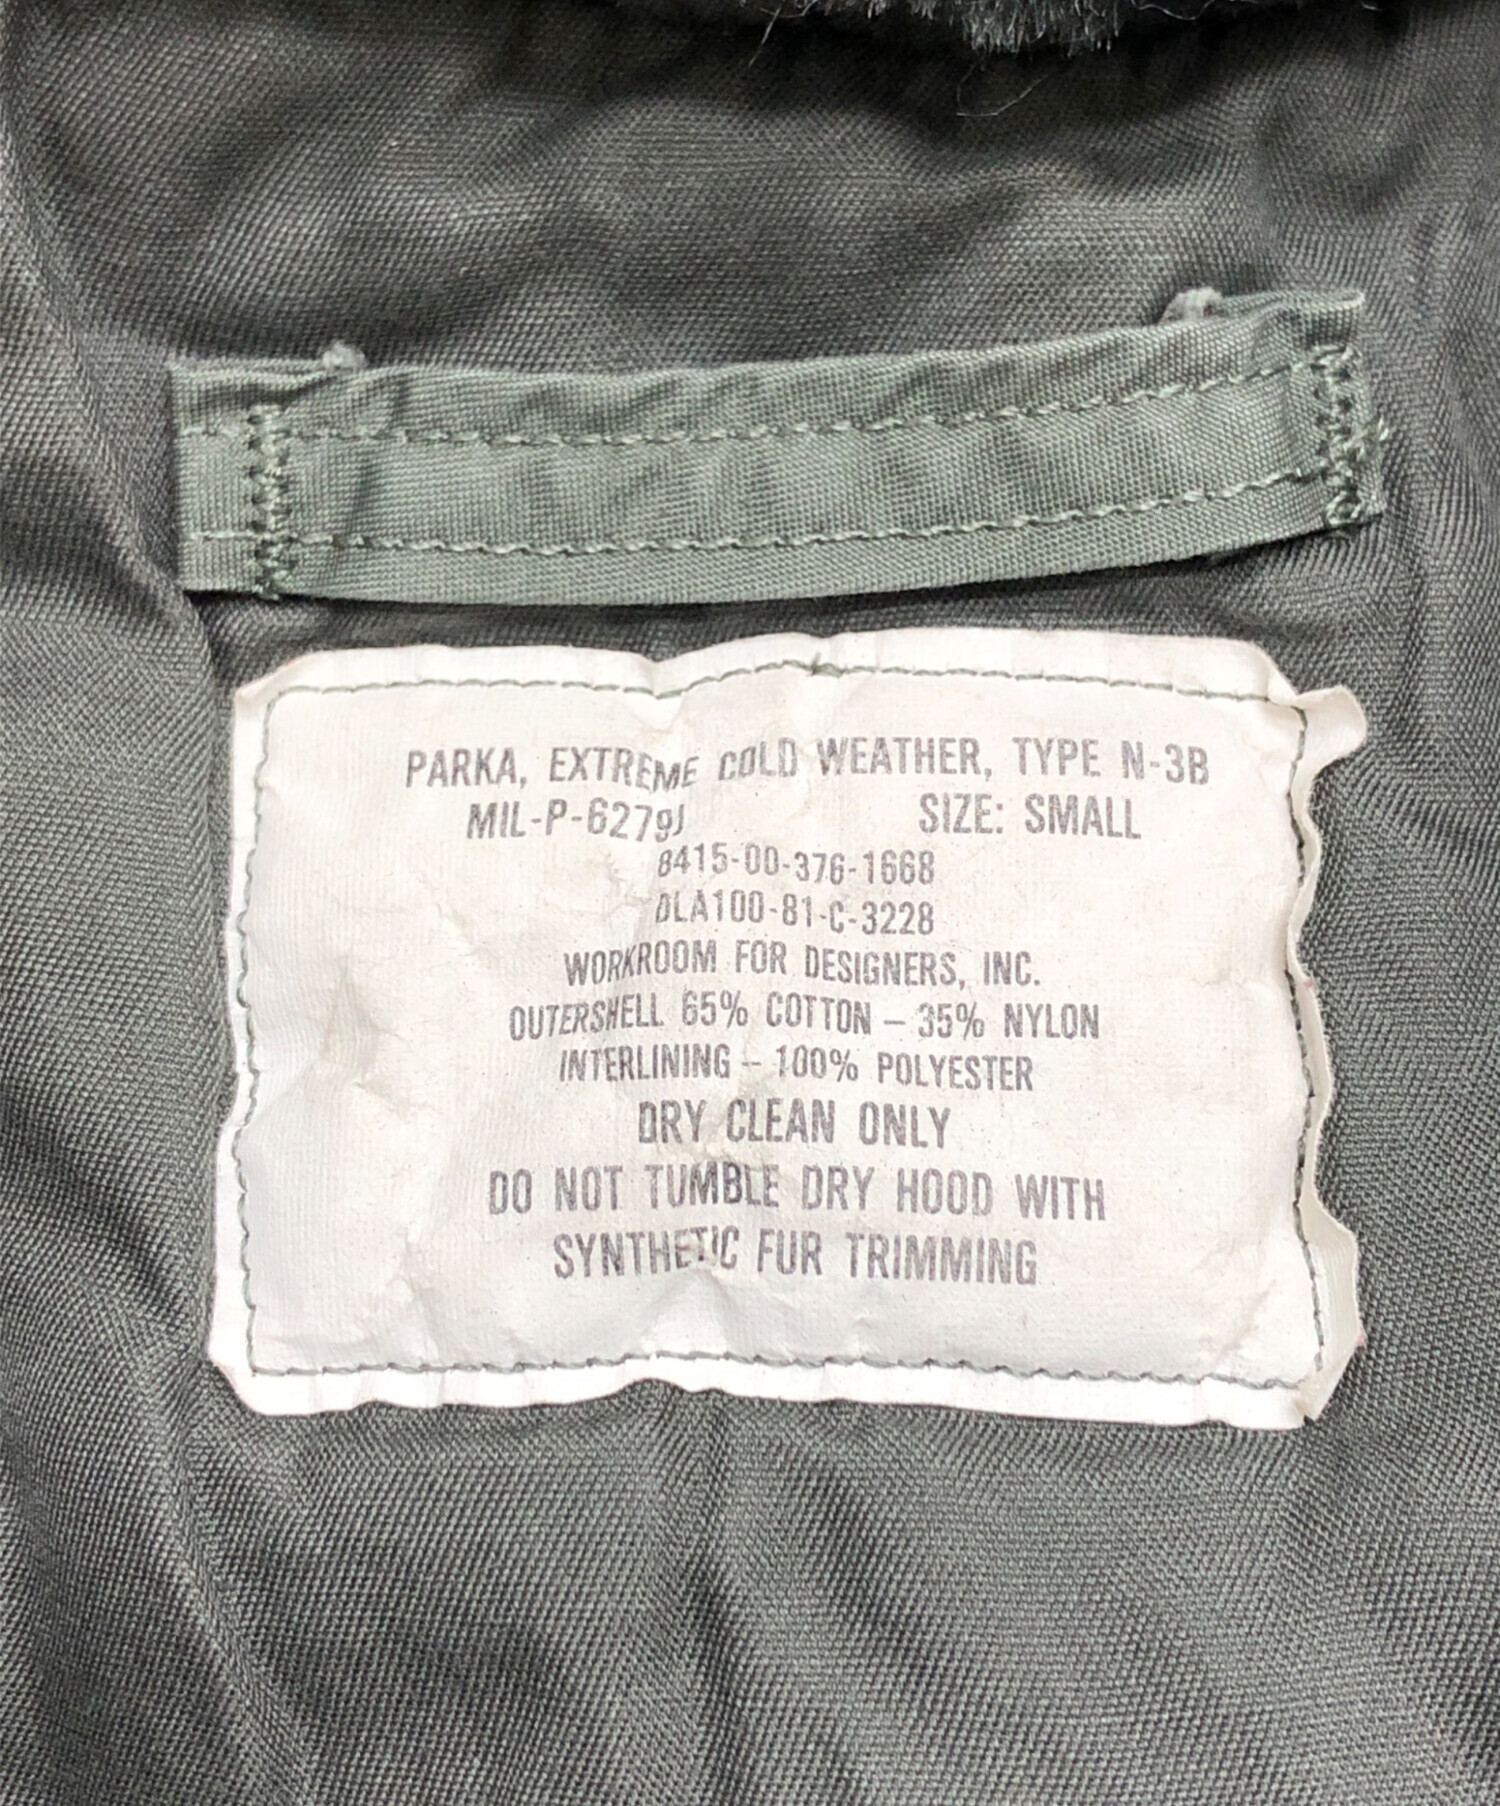 PARKA, EXTREME COLD WEATHER, TYPE N-3B
MIL-P-6279J SIZE: SMALL
8415-00-376-1668
DLA100-81-C-3228
WORKROOM FOR DESIGNERS, INC.
OUTERSHELL 65% COTTON – 35% NYLON
INTERLINING – 100% POLYESTER
DRY CLEAN ONLY
DO NOT TUMBLE DRY HOOD WITH
SYNTHETIC FUR TRIMMING